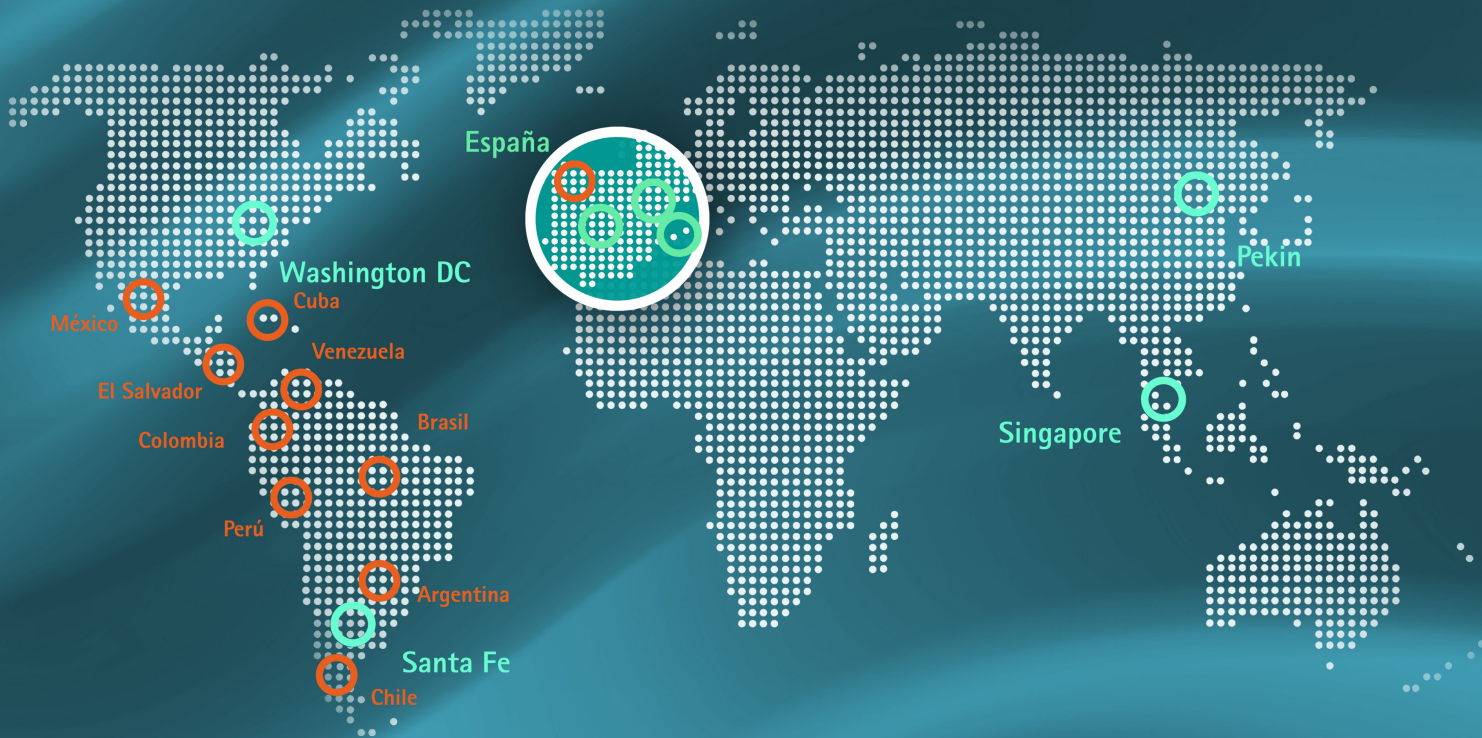 España
Washington DC
Pekin
Cuba
México
Venezuela
El Salvador
Brasil
Colombia
Singapore
Perú
Argentina
Santa Fe
Chile